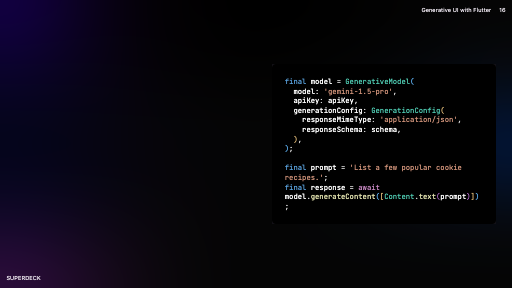 Generative UI with Flutter 16
final model = GenerativeModel(
  model: 'gemini-1.5-pro',
  apiKey: apiKey,
  generationConfig: GenerationConfig(
    responseMimeType: 'application/json',
    responseSchema: schema,
  ),
);

final prompt = 'List a few popular cookie
recipes.';
final response = await
model.generateContent([Content.text(prompt)])
;
SUPERDECK